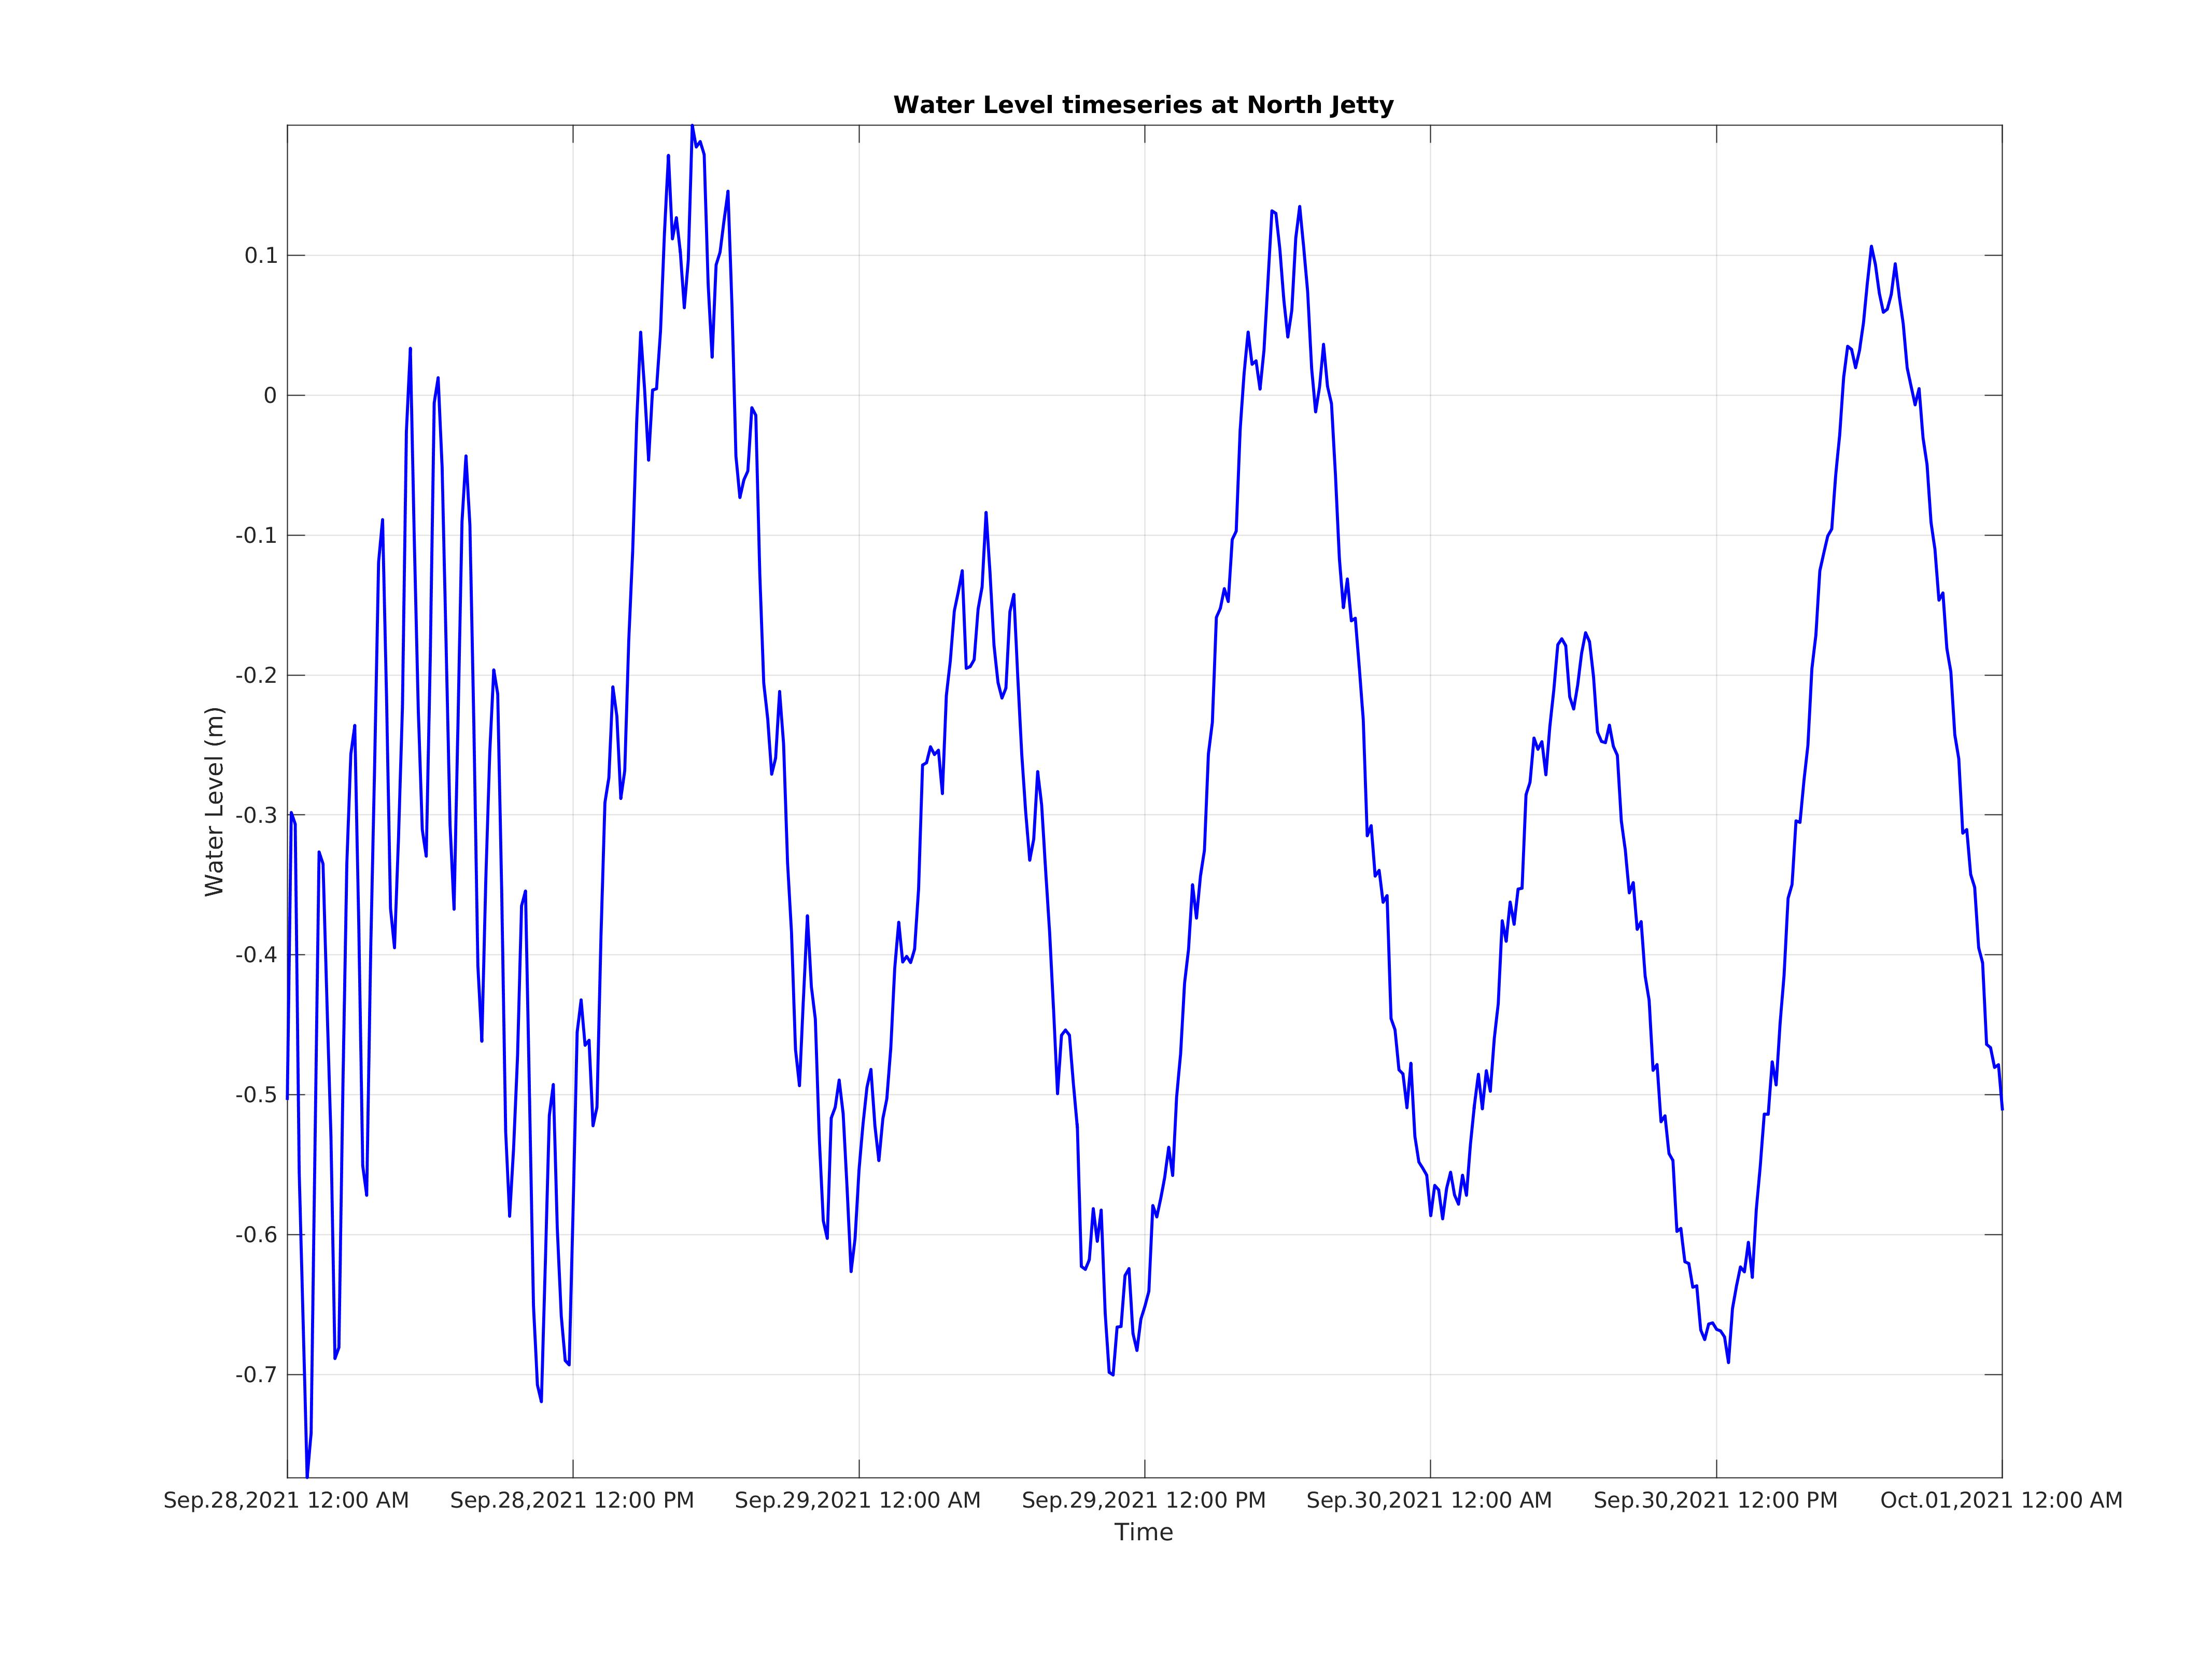 Water Level timeseries at North Jetty
0.1
0
-0.1
-0.2
-0.3
-0.4
-0.5
-0.6
-0.7
Water Level (m)
Sep.28,2021 12:00 AM
Sep.28,2021 12:00 PM
Sep.29,2021 12:00 AM
Sep.29,2021 12:00 PM
Sep.30,2021 12:00 AM
Sep.30,2021 12:00 PM
Oct.01,2021 12:00 AM
Time